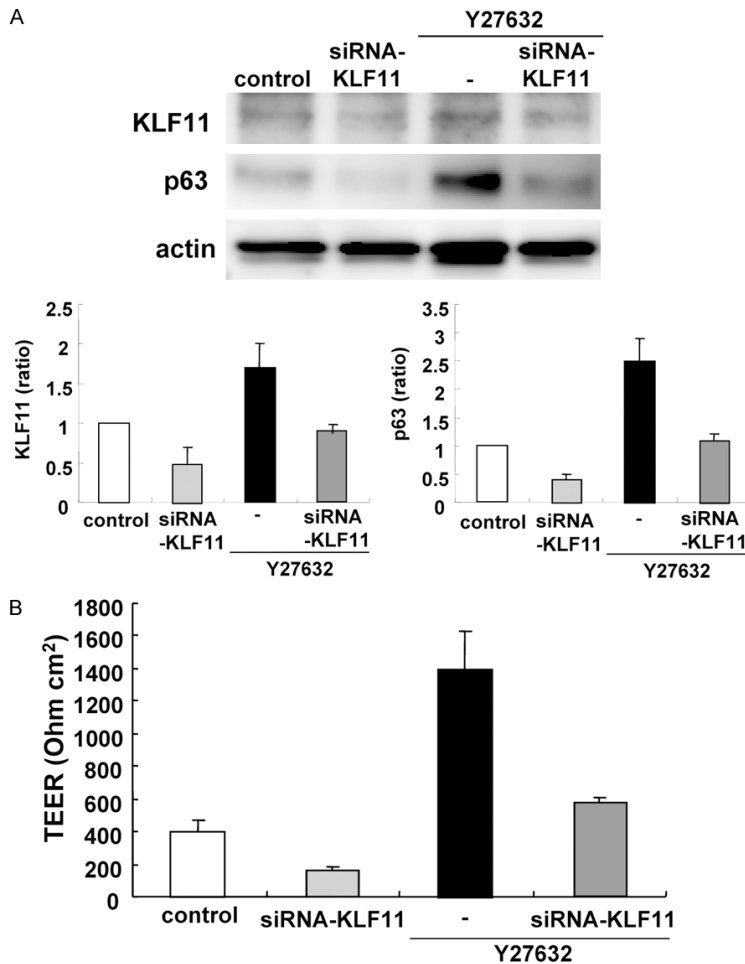 A
Y27632
siRNA-
KLF11
siRNA-
KLF11
control
-
KLF11
p63
actin
KLF11 (ratio)
2.5
2
1.5
1
0.5
0
control
siRNA
-KLF11
-
siRNA
-KLF11
Y27632
p63 (ratio)
3.5
3
2.5
2
1.5
1
0.5
0
control
siRNA
-KLF11
-
siRNA
-KLF11
Y27632
B
TEER (Ohm cm²)
1800
1600
1400
1200
1000
800
600
400
200
0
control
siRNA-KLF11
-
siRNA-KLF11
Y27632